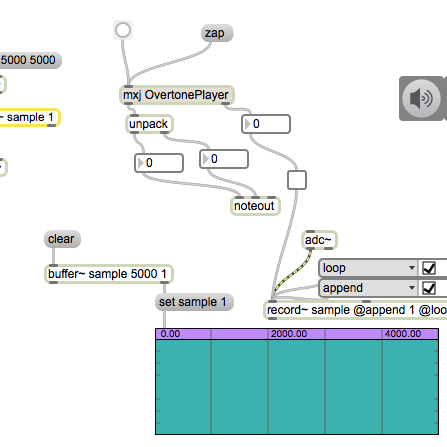 zap
5000 5000
mxj OvertonePlayer
~ sample 1
unpack
0
0
0
noteout
clear
adc~
buffer~ sample 5000 1
loop
append
set sample 1
record~ sample @append 1 @loo
0.00
2000.00
4000.00